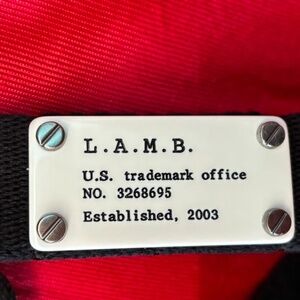 L.A.M.B.
U.S. trademark office
NO. 3268695
Established, 2003